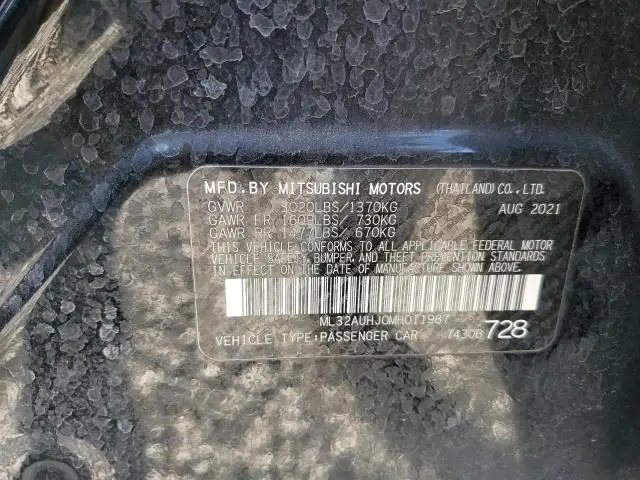 MFD.BY MITSUBISHI MOTORS (THAILAND) CO.,LTD.
GVWR 3020LBS/1370KG AUG 2021
GAWR FR 1609LBS/ 730KG
GAWR RR 1477LBS/ 670KG
THIS VEHICLE CONFORMS TO ALL APPLICABLE FEDERAL MOTOR
VEHICLE SAFETY, BUMPER, AND THEFT PREVENTION STANDARDS
IN EFFECT ON THE DATE OF MANUFACTURE SHOWN ABOVE.
ML32AUHJ0MH011987
VEHICLE TYPE:PASSENGER CAR 7430B 728